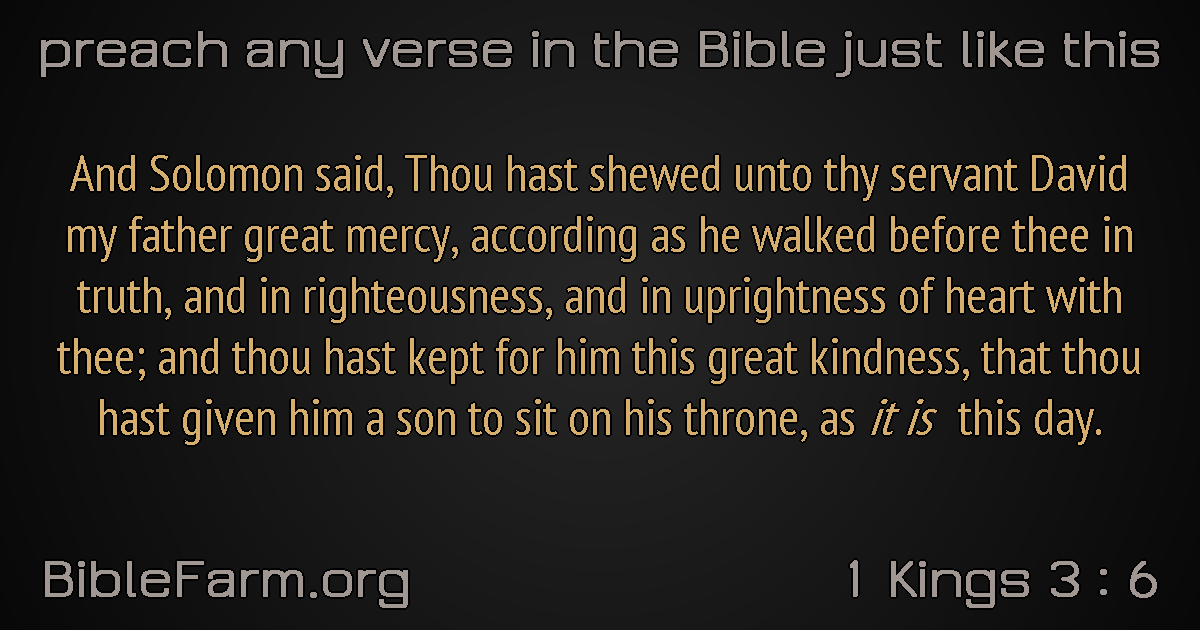 preach any verse in the Bible just like this
And Solomon said, Thou hast shewed unto thy servant David
my father great mercy, according as he walked before thee in
truth, and in righteousness, and in uprightness of heart with
thee; and thou hast kept for him this great kindness, that thou
hast given him a son to sit on his throne, as it is this day.
BibleFarm.org
1 Kings 3 : 6